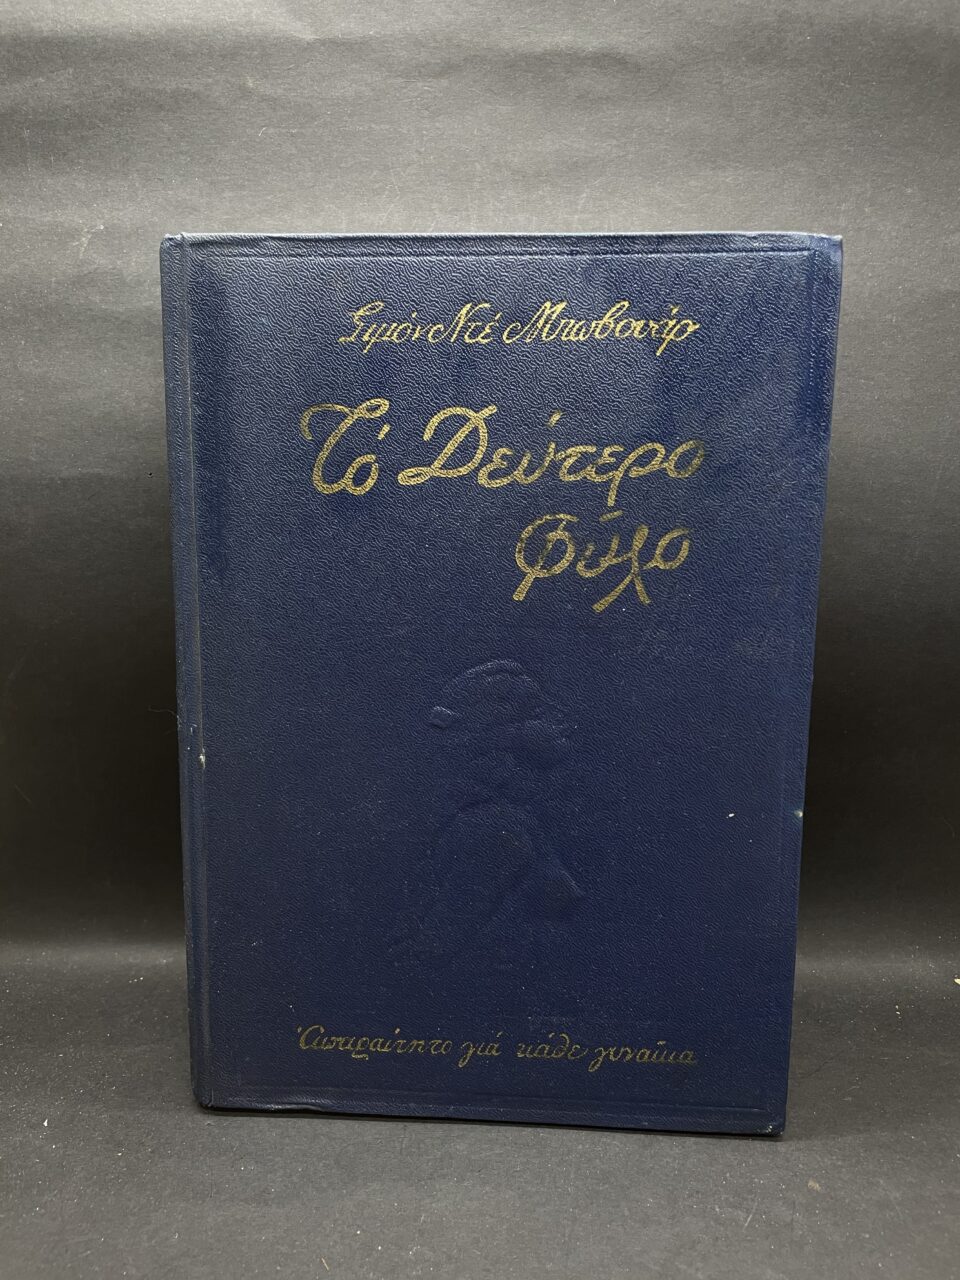 Σιμόν Ντέ Μπωβουάρ
Τό Δεύτερο
Φύλο
Ἀπαραίτητο γιά κάθε γυναῖκα